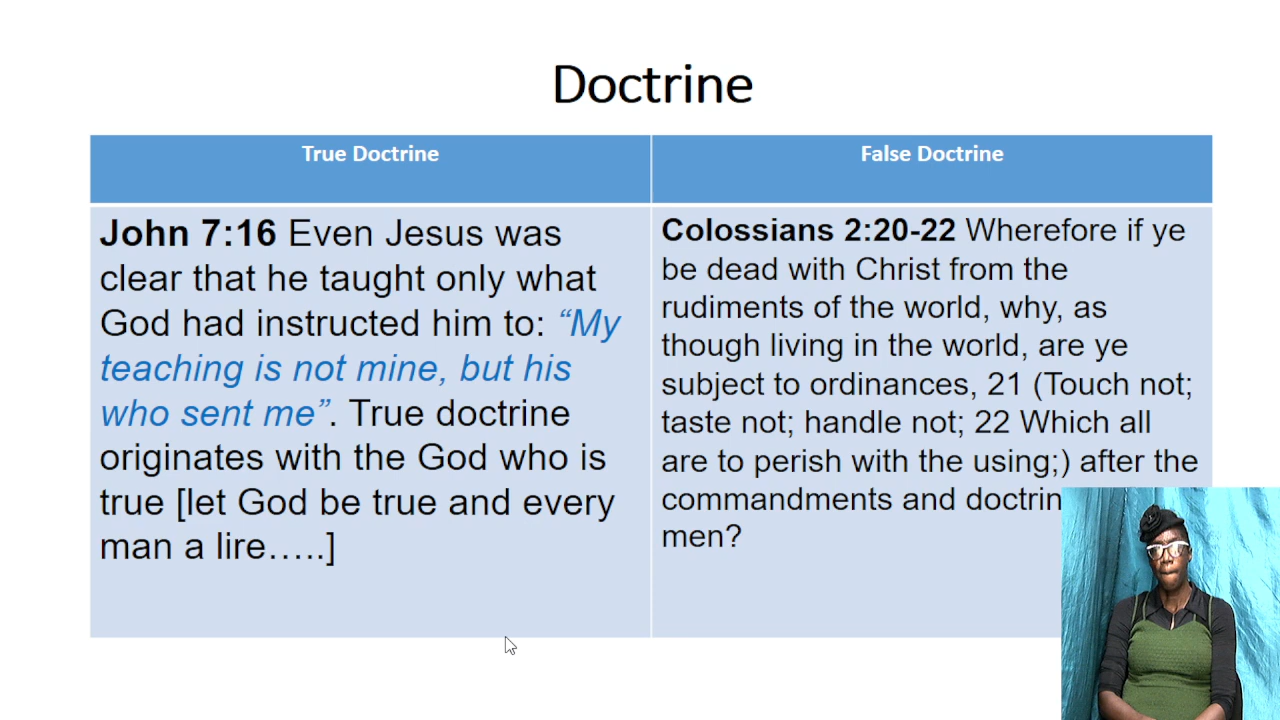 Doctrine
True Doctrine
False Doctrine
John 7:16 Even Jesus was
clear that he taught only what
God had instructed him to: “My
teaching is not mine, but his
who sent me”. True doctrine
originates with the God who is
true [let God be true and every
man a lire…..]
Colossians 2:20-22 Wherefore if ye
be dead with Christ from the
rudiments of the world, why, as
though living in the world, are ye
subject to ordinances, 21 (Touch not;
taste not; handle not; 22 Which all
are to perish with the using;) after the
commandments and doctrin
men?